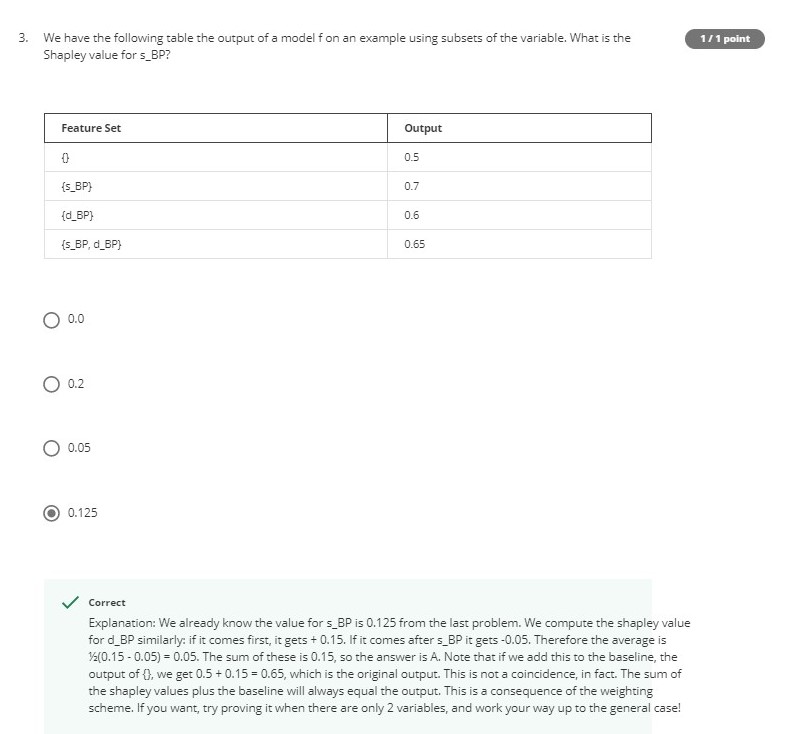 3. We have the following table the output of a model f on an example using subsets of the variable. What is the
1 / 1 point
Shapley value for s_BP?
Feature Set Output
{} 0.5
{s_BP} 0.7
{d_BP} 0.6
{s_BP, d_BP} 0.65
0.0
0.2
0.05
0.125
Correct
Explanation: We already know the value for s_BP is 0.125 from the last problem. We compute the shapley value
for d_BP similarly: if it comes first, it gets + 0.15. If it comes after s_BP it gets -0.05. Therefore the average is
½(0.15 - 0.05) = 0.05. The sum of these is 0.15, so the answer is A. Note that if we add this to the baseline, the
output of {}, we get 0.5 + 0.15 = 0.65, which is the original output. This is not a coincidence, in fact. The sum of
the shapley values plus the baseline will always equal the output. This is a consequence of the weighting
scheme. If you want, try proving it when there are only 2 variables, and work your way up to the general case!